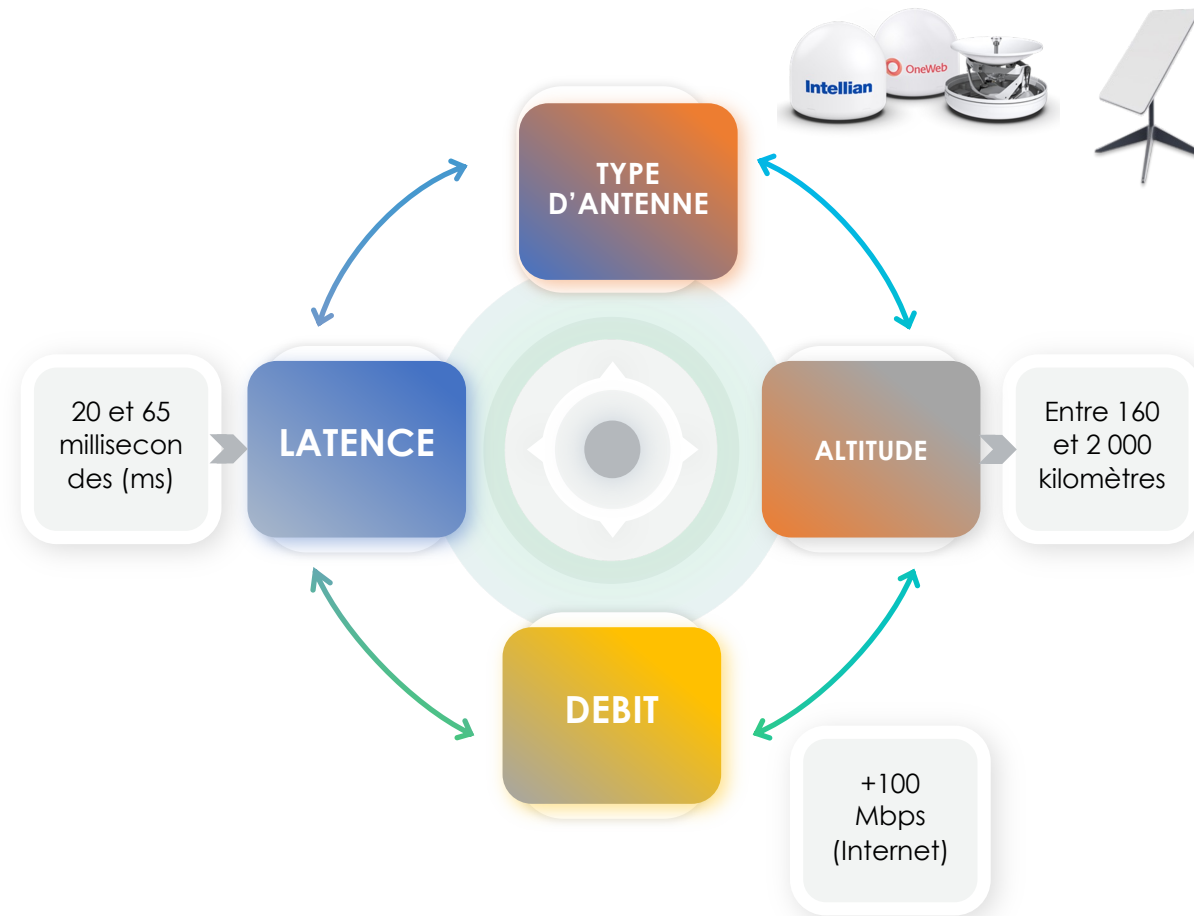 Intellian
OneWeb
TYPE
D’ANTENNE
20 et 65
millisecon
des (ms)
LATENCE
ALTITUDE
Entre 160
et 2 000
kilomètres
DEBIT
+100
Mbps
(Internet)